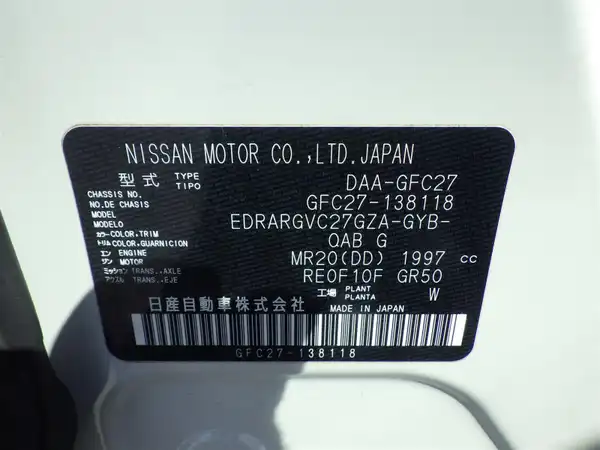 NISSAN MOTOR CO.,LTD.JAPAN
型式 TYPE TIPO DAA-GFC27
CHASSIS NO. NO.DE CHASIS GFC27-138118
MODEL MODELO EDRARGVC27GZA-GYB-
カラー COLOR,TRIM トリム COLOR,GUARNICION QAB G
エンジン ENGINE MOTOR MR20(DD) 1997 cc
ミッション TRANS.,AXLE アクスル TRANS.,EJE RE0F10F GR50
工場 PLANT PLANTA W
日産自動車株式会社 MADE IN JAPAN
GFC27-138118